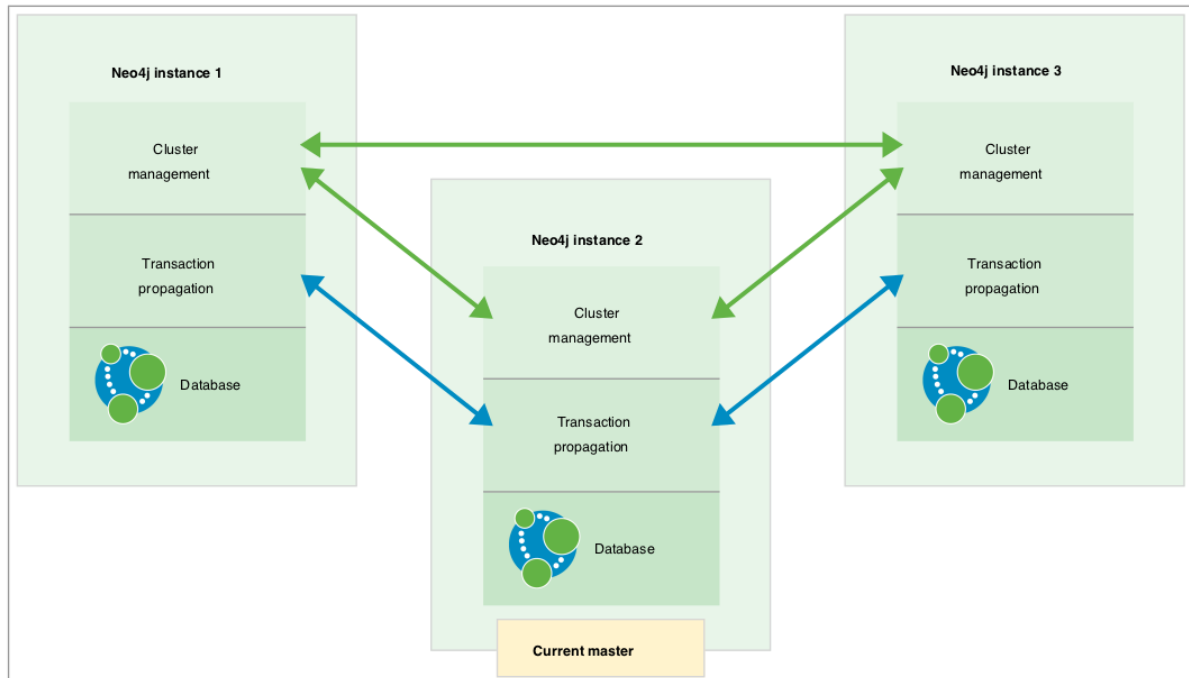 Neo4j instance 1
Cluster
management
Transaction
propagation
Database
Neo4j instance 2
Cluster
management
Transaction
propagation
Database
Current master
Neo4j instance 3
Cluster
management
Transaction
propagation
Database